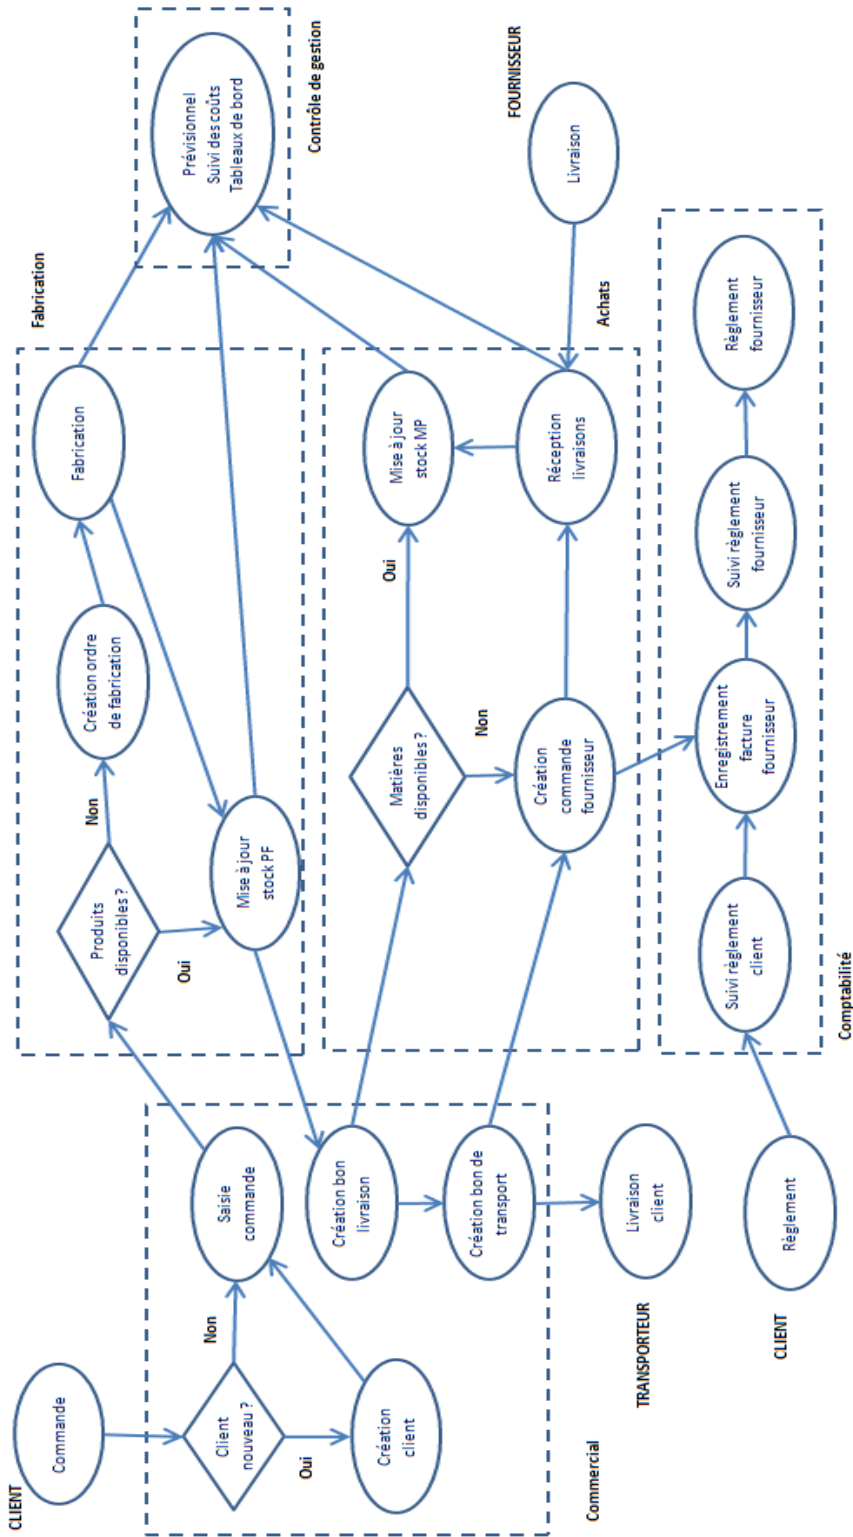 CLIENT
Commande
Client
nouveau ?
Non
Oui
Création
client
Saisie
commande
Création bon
livraison
Création bon de
transport
Commercial
Livraison
client
TRANSPORTEUR
Règlement
CLIENT
Fabrication
Produits
disponibles ?
Non
Oui
Création ordre
de fabrication
Fabrication
Mise à jour
stock PF
Matières
disponibles ?
Oui
Non
Mise à jour
stock MP
Création
commande
fournisseur
Réception
livraisons
Achats
Suivi règlement
client
Enregistrement
facture
fournisseur
Suivi règlement
fournisseur
Règlement
fournisseur
Comptabilité
Prévisionnel
Suivi des coûts
Tableaux de bord
Contrôle de gestion
FOURNISSEUR
Livraison